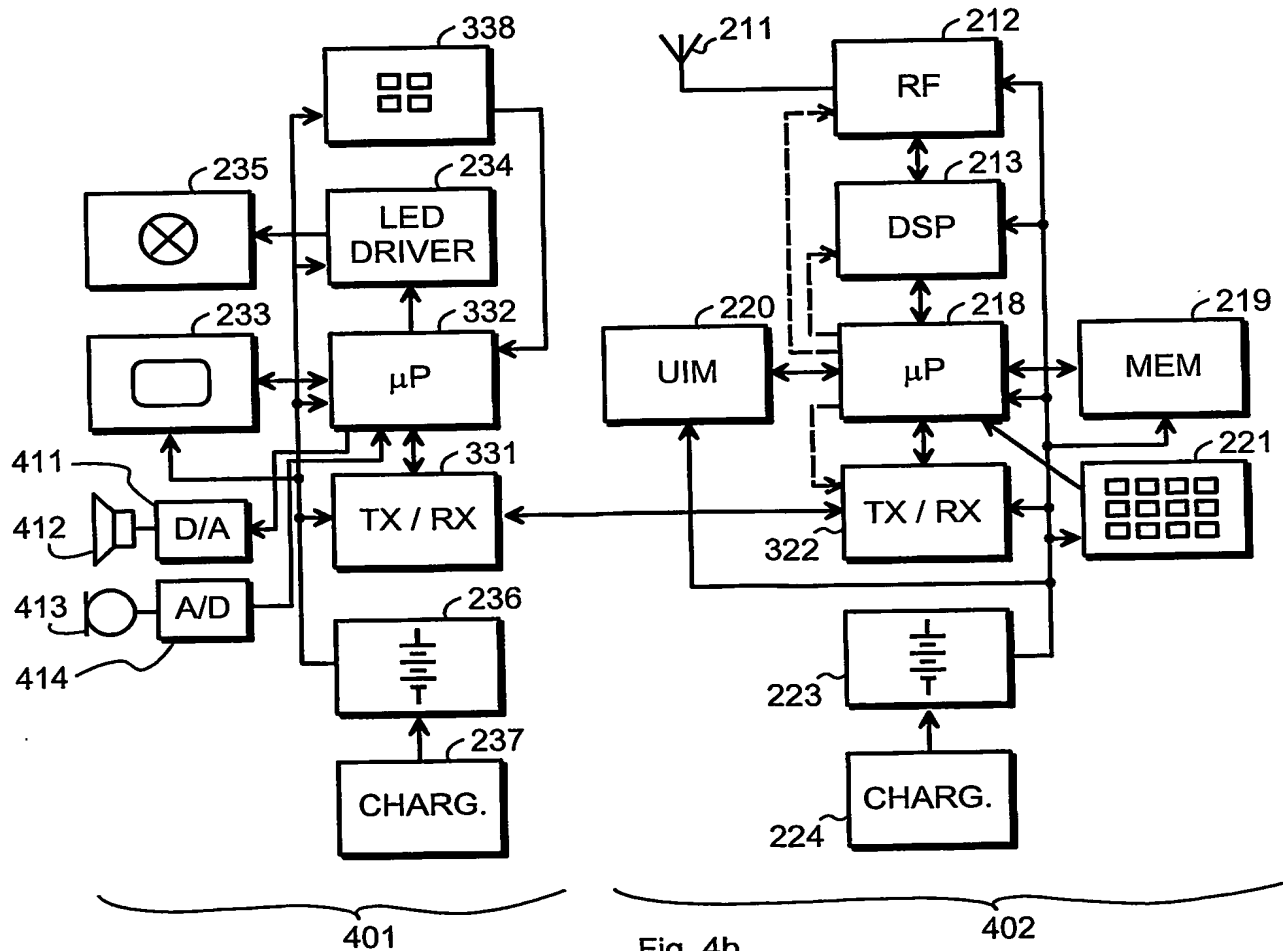 338
211
212
RF
235
234
LED
DRIVER
213
DSP
233
332
μP
220
UIM
218
μP
219
MEM
411
331
221
412
D/A
TX / RX
TX / RX
322
413
A/D
414
236
223
237
CHARG.
CHARG.
224
401
402
Fig. 4b